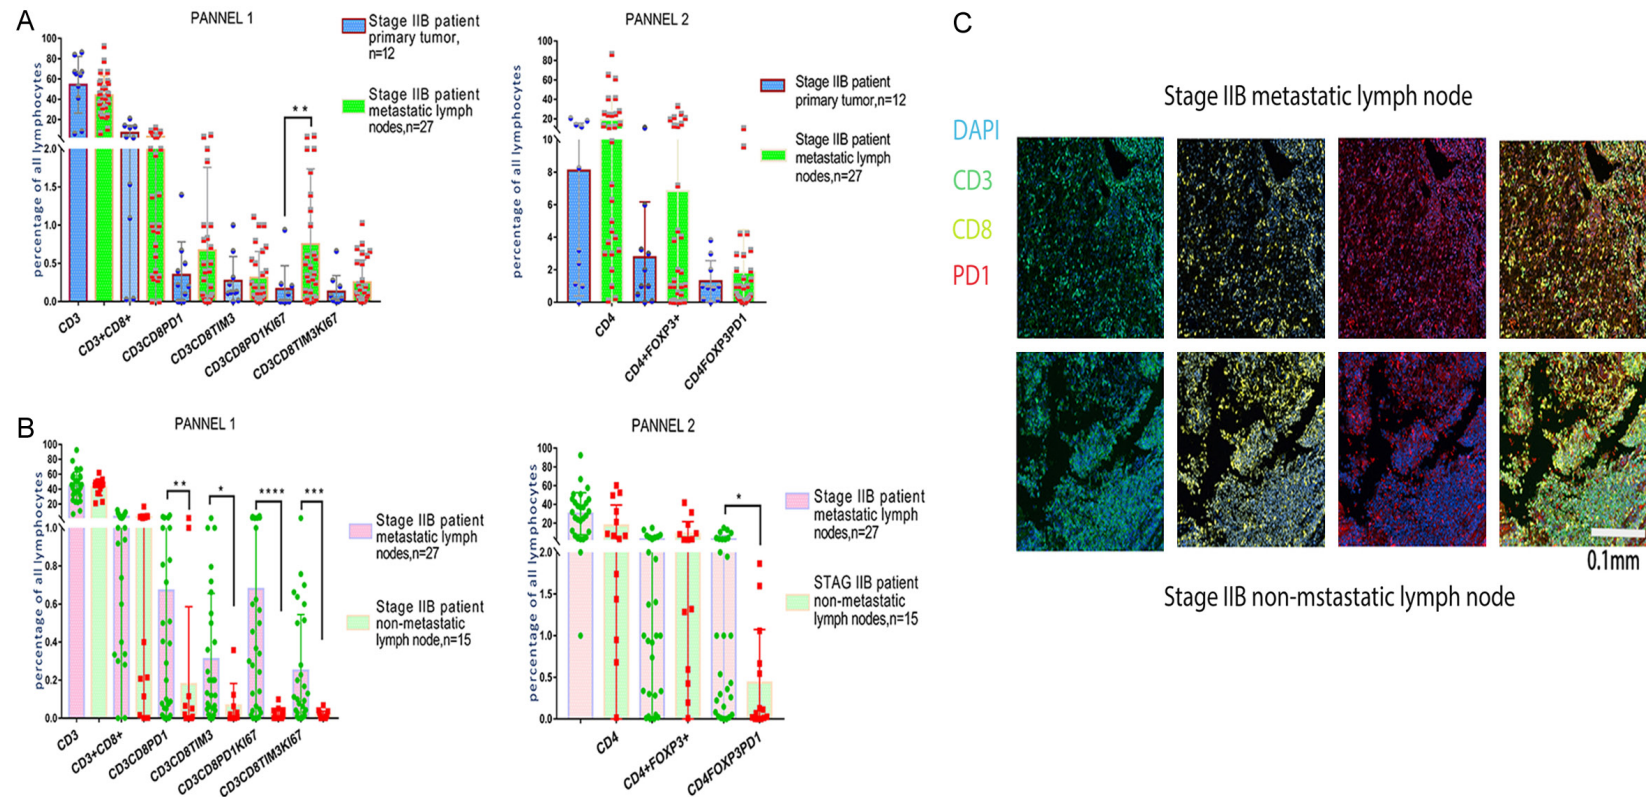 A
PANNEL 1
percentage of all lymphocytes
100
80
60
40
20
2.0
1.5
1.0
0.5
0.0
**
CD3
CD3+CD8+
CD3CD8PD1
CD3CD8TIM3
CD3CD8PD1KI67
CD3CD8TIM3KI67
Stage IIB patient
primary tumor,
n=12
Stage IIB patient
metastatic lymph
nodes,n=27
PANNEL 2
percentage of all lymphocytes
100
80
60
40
20
10
8
6
4
2
0
CD4
CD4+FOXP3+
CD4FOXP3PD1
Stage IIB patient
primary tumor,n=12
Stage IIB patient
metastatic lymph
nodes,n=27
B
PANNEL 1
percentage of all lymphocytes
100
80
60
40
20
1.0
0.8
0.6
0.4
0.2
0.0
**
*
****
***
CD3
CD3+CD8+
CD3CD8PD1
CD3CD8TIM3
CD3CD8PD1KI67
CD3CD8TIM3KI67
Stage IIB patient
metastatic lymph
nodes,n=27
Stage IIB patient
non-metastatic
lymph node,n=15
PANNEL 2
percentage of all lymphocytes
100
80
60
40
20
2.0
1.5
1.0
0.5
0.0
*
CD4
CD4+FOXP3+
CD4FOXP3PD1
Stage IIB patient
metastatic lymph
nodes,n=27
STAG IIB patient
non-metastatic
lymph nodes,n=15
C
Stage IIB metastatic lymph node
DAPI
CD3
CD8
PD1
0.1mm
Stage IIB non-mstastatic lymph node